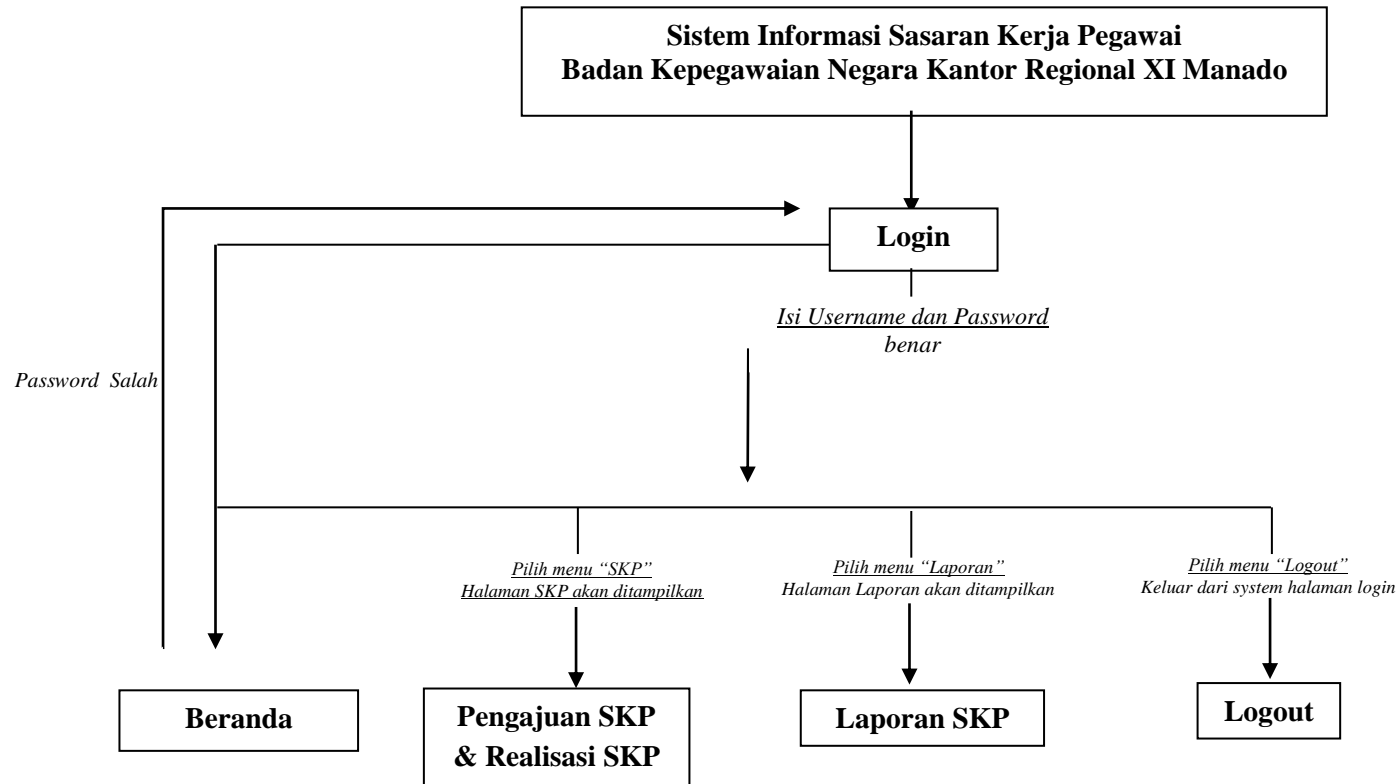 Sistem Informasi Sasaran Kerja Pegawai
Badan Kepegawaian Negara Kantor Regional XI Manado
Login
Isi Username dan Password
benar
Password Salah
Pilih menu “SKP”
Halaman SKP akan ditampilkan
Pilih menu “Laporan”
Halaman Laporan akan ditampilkan
Pilih menu “Logout”
Keluar dari system halaman login
Beranda
Pengajuan SKP
& Realisasi SKP
Laporan SKP
Logout